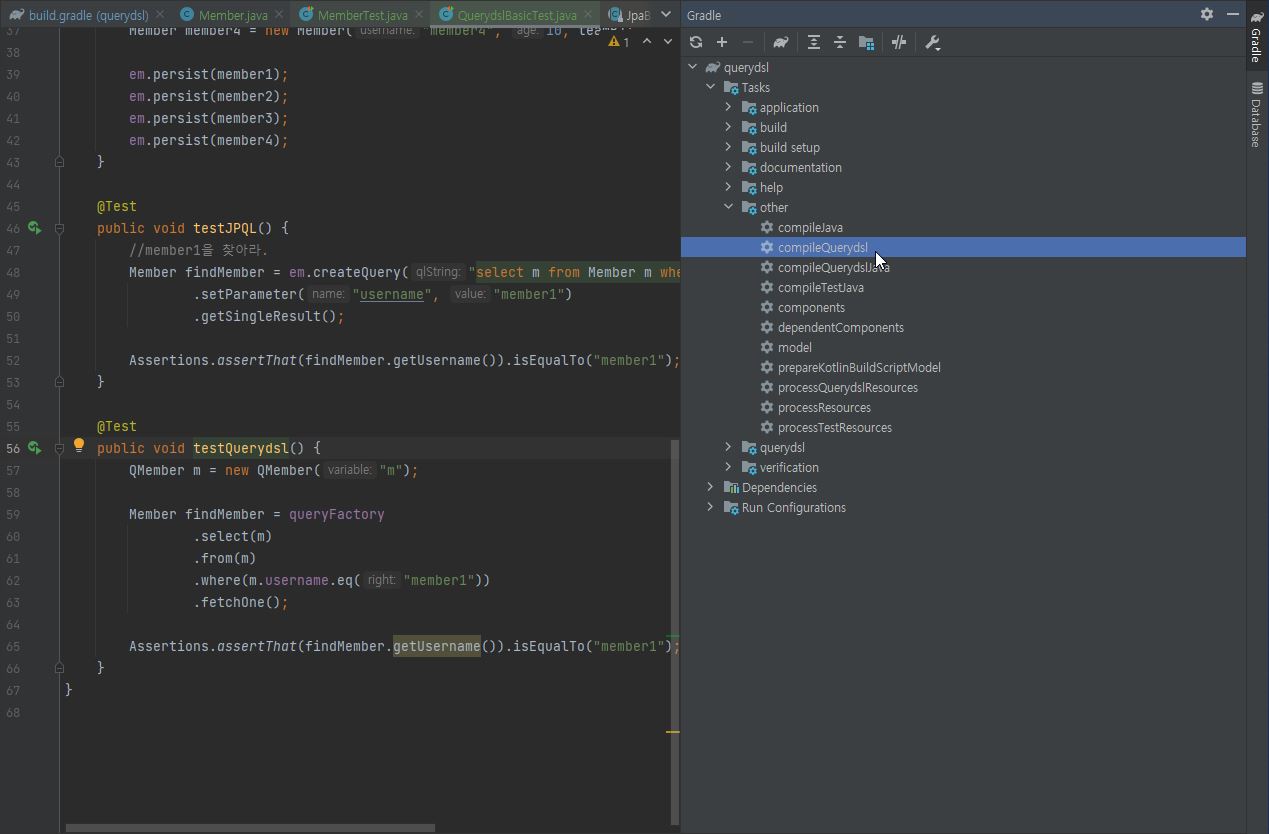 build.gradle (querydsl)
Member.java
MemberTest.java
QuerydslBasicTest.java
JpaB
37 Member member4 = new Member( username: "member4", age: 10,
1
38
39 em.persist(member1);
40 em.persist(member2);
41 em.persist(member3);
42 em.persist(member4);
43 }
44
45 @Test
46 public void testJPQL() {
47 //member1을 찾아라.
48 Member findMember = em.createQuery( qlString: "select m from Member m whe
49 .setParameter( name: "username", value: "member1")
50 .getSingleResult();
51
52 Assertions.assertThat(findMember.getUsername()).isEqualTo("member1");
53 }
54
55 @Test
56 public void testQuerydsl() {
57 QMember m = new QMember( variable: "m");
58
59 Member findMember = queryFactory
60 .select(m)
61 .from(m)
62 .where(m.username.eq( right: "member1"))
63 .fetchOne();
64
65 Assertions.assertThat(findMember.getUsername()).isEqualTo("member1");
66 }
67 }
68
Gradle
querydsl
Tasks
application
build
build setup
documentation
help
other
compileJava
compileQuerydsl
compileQuerydslJava
compileTestJava
components
dependentComponents
model
prepareKotlinBuildScriptModel
processQuerydslResources
processResources
processTestResources
querydsl
verification
Dependencies
Run Configurations
Gradle
Database